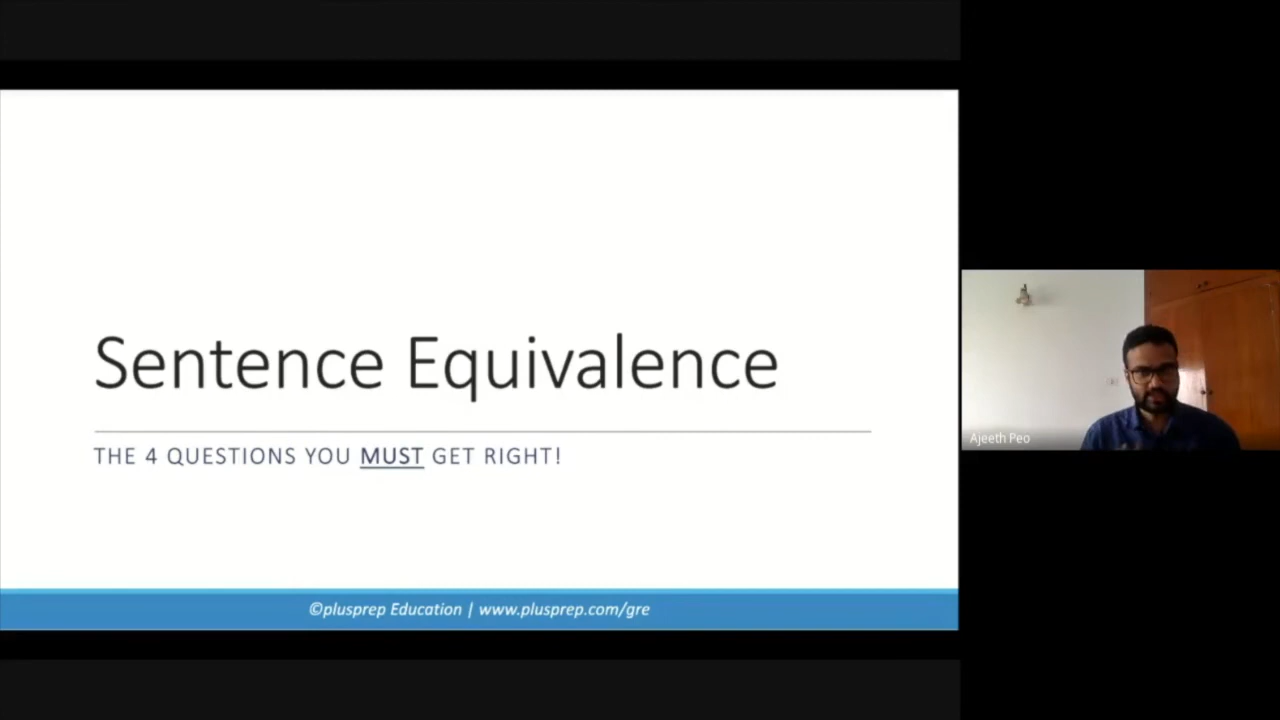 Sentence Equivalence
THE 4 QUESTIONS YOU MUST GET RIGHT!
©plusprep Education | www.plusprep.com/gre
Ajeeth Peo